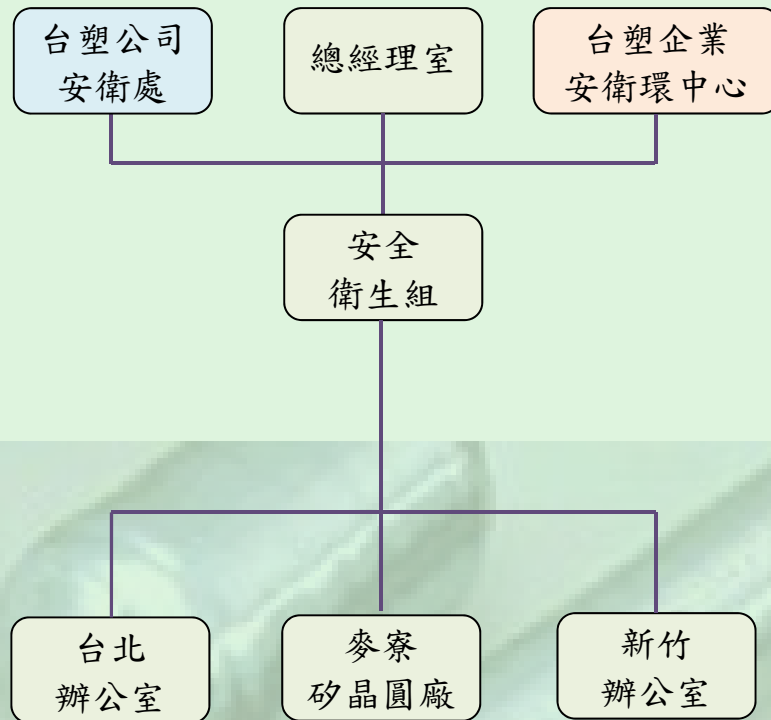 台塑公司
安衛處
總經理室
台塑企業
安衛環中心
安全
衛生組
台北
辦公室
麥寮
矽晶圓廠
新竹
辦公室